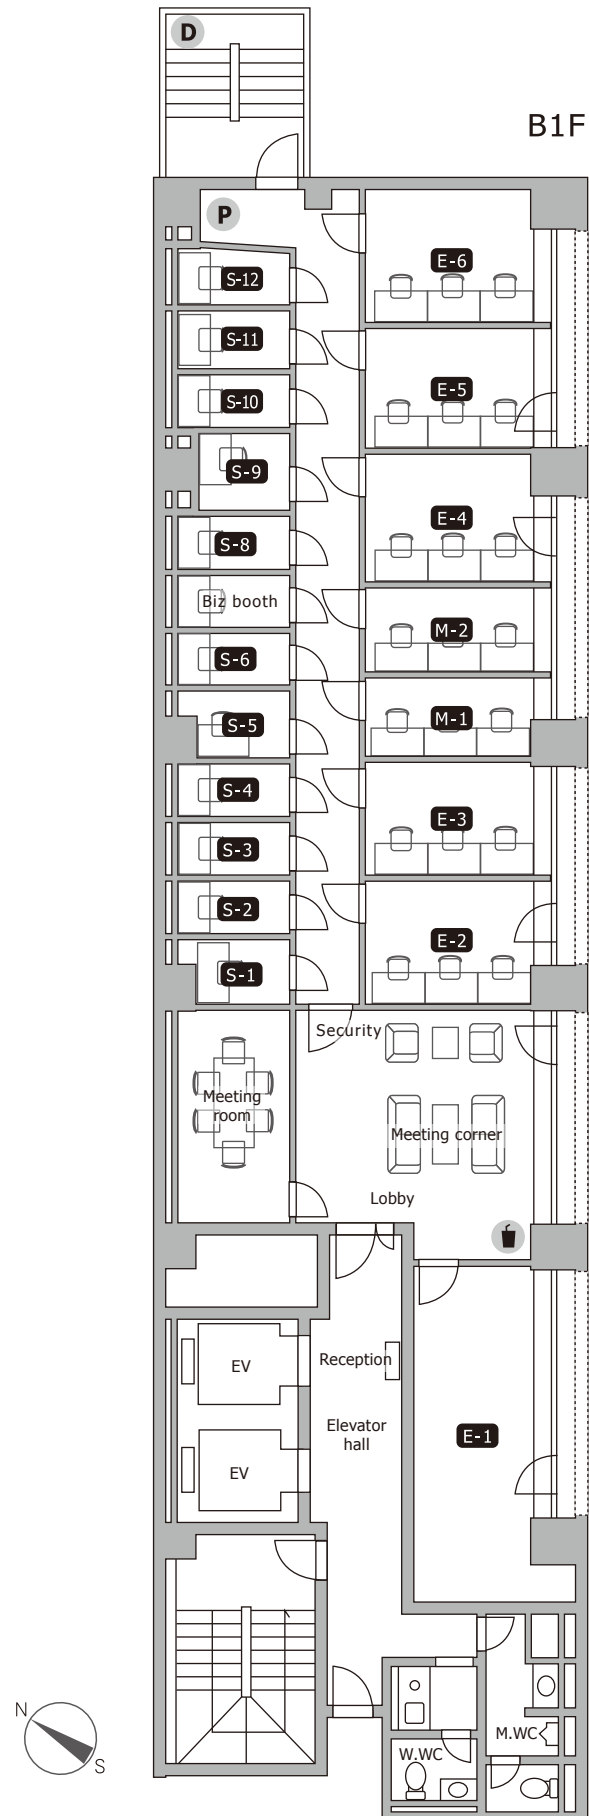 D
B1F
P
S-12
E-6
S-11
E-5
S-10
S-9
E-4
S-8
Biz booth
M-2
S-6
M-1
S-5
S-4
E-3
S-3
S-2
E-2
S-1
Security
Meeting
room
Meeting corner
Lobby
EV
Reception
Elevator
hall
E-1
EV
N
S
M.WC
W.WC